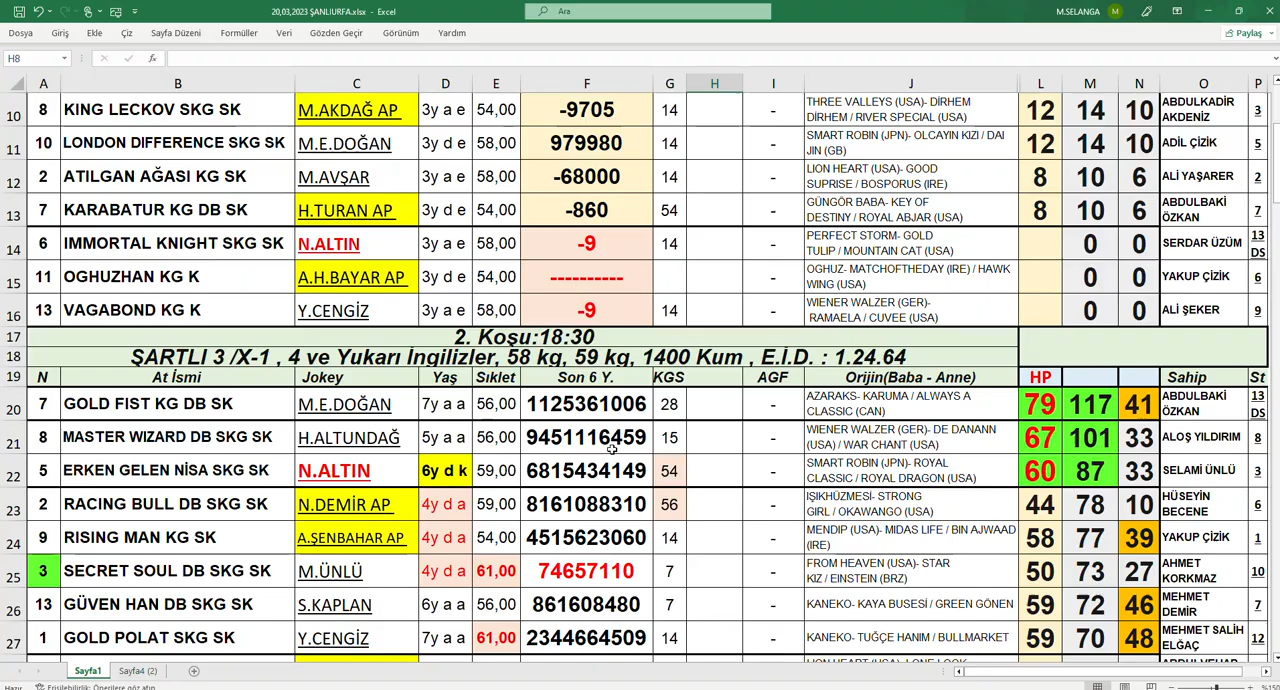 20,03,2023 ŞANLIURFA.xlsx - Excel
Ara
M.SELANGA M
Dosya Giriş Ekle Çiz Sayfa Düzeni Formüller Veri Gözden Geçir Görünüm Yardım Paylaş
H8 fx
A B C D E F G H I J L M N O P
10 8 KING LECKOV SKG SK M.AKDAĞ AP 3y a e 54,00 -9705 14 - THREE VALLEYS (USA)- DİRHEM DİRHEM / RIVER SPECIAL (USA) 12 14 10 ABDULKADİR AKDENİZ 3
11 10 LONDON DIFFERENCE SKG SK M.E.DOĞAN 3y d e 58,00 979980 14 - SMART ROBIN (JPN)- OLCAYIN KIZI / DAI JIN (GB) 12 14 10 ADİL ÇİZİK 5
12 2 ATILGAN AĞASI KG SK M.AVŞAR 3y a e 58,00 -68000 14 - LION HEART (USA)- GOOD SUPRISE / BOSPORUS (IRE) 8 10 6 ALİ YAŞARER 2
13 7 KARABATUR KG DB SK H.TURAN AP 3y d e 54,00 -860 54 - GÜNGÖR BABA- KEY OF DESTINY / ROYAL ABJAR (USA) 8 10 6 ABDULBAKİ ÖZKAN 7
14 6 IMMORTAL KNIGHT SKG SK N.ALTIN 3y a e 58,00 -9 14 - PERFECT STORM- GOLD TULIP / MOUNTAIN CAT (USA) 0 0 SERDAR ÜZÜM 13 DS
15 11 OGHUZHAN KG K A.H.BAYAR AP 3y d e 54,00 ---------- - OGHUZ- MATCHOFTHEDAY (IRE) / HAWK WING (USA) 0 0 YAKUP ÇİZİK 6
16 13 VAGABOND KG K Y.CENGİZ 3y a e 58,00 -9 14 - WIENER WALZER (GER)- RAMAELA / CUVEE (USA) 0 0 ALİ ŞEKER 9
17 2. Koşu:18:30
18 ŞARTLI 3 /X-1 , 4 ve Yukarı İngilizler, 58 kg, 59 kg, 1400 Kum , E.İ.D. : 1.24.64
19 N At İsmi Jokey Yaş Sıklet Son 6 Y. KGS AGF Orijin(Baba - Anne) HP Sahip St
20 7 GOLD FIST KG DB SK M.E.DOĞAN 7y a a 56,00 1125361006 28 - AZARAKS- KARUMA / ALWAYS A CLASSIC (CAN) 79 117 41 ABDULBAKİ ÖZKAN 13 DS
21 8 MASTER WIZARD DB SKG SK H.ALTUNDAĞ 5y a a 56,00 9451116459 15 - WIENER WALZER (GER)- DE DANANN (USA) / WAR CHANT (USA) 67 101 33 ALOŞ YILDIRIM 8
22 5 ERKEN GELEN NİSA SKG SK N.ALTIN 6y d k 59,00 6815434149 54 - SMART ROBIN (JPN)- ROYAL CLASSIC / ROYAL DRAGON (USA) 60 87 33 SELAMİ ÜNLÜ 3
23 2 RACING BULL DB SKG SK N.DEMİR AP 4y d a 59,00 8161088310 56 - IŞIKHÜZMESİ- STRONG GIRL / OKAWANGO (USA) 44 78 10 HÜSEYİN BECENE 6
24 9 RISING MAN KG SK A.ŞENBAHAR AP 4y d a 54,00 4515623060 14 - MENDIP (USA)- MIDAS LIFE / BIN AJWAAD (IRE) 58 77 39 YAKUP ÇİZİK 1
25 3 SECRET SOUL DB SKG SK M.ÜNLÜ 4y d a 61,00 74657110 7 - FROM HEAVEN (USA)- STAR KIZ / EINSTEIN (BRZ) 50 73 27 AHMET KORKMAZ 10
26 13 GÜVEN HAN DB SKG SK S.KAPLAN 6y a a 56,00 861608480 7 - KANEKO- KAYA BUSESİ / GREEN GÖNEN 59 72 46 MEHMET DEMİR 7
27 1 GOLD POLAT SKG SK Y.CENGİZ 7y a a 61,00 2344664509 14 - KANEKO- TUĞÇE HANIM / BULLMARKET 59 70 48 MEHMET SALİH ELĞAÇ 12
Sayfa1 Sayfa4 (2)
Hazır Erişilebilirlik: Önerilere göz atın %150